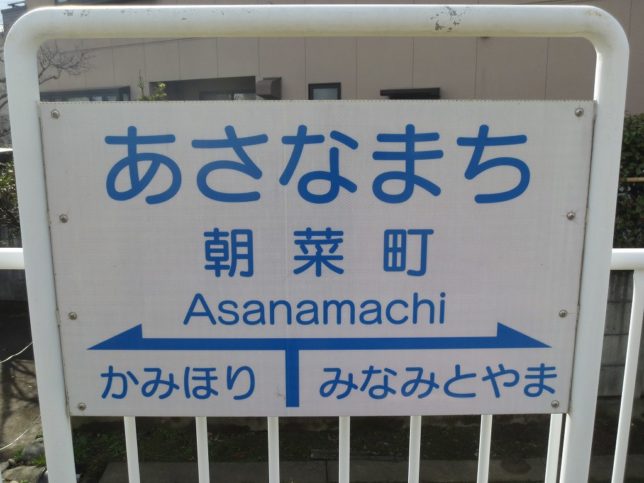 あさなまち
朝菜町
Asanamachi
かみほり みなみとやま